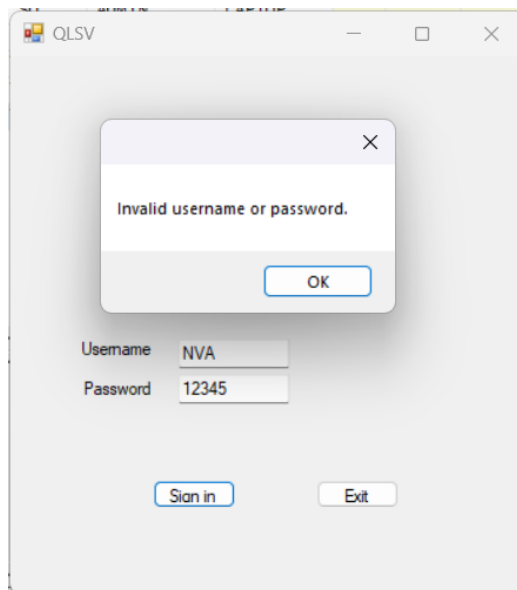 QLSV
Invalid username or password.
OK
Username NVA
Password 12345
Sign in Exit